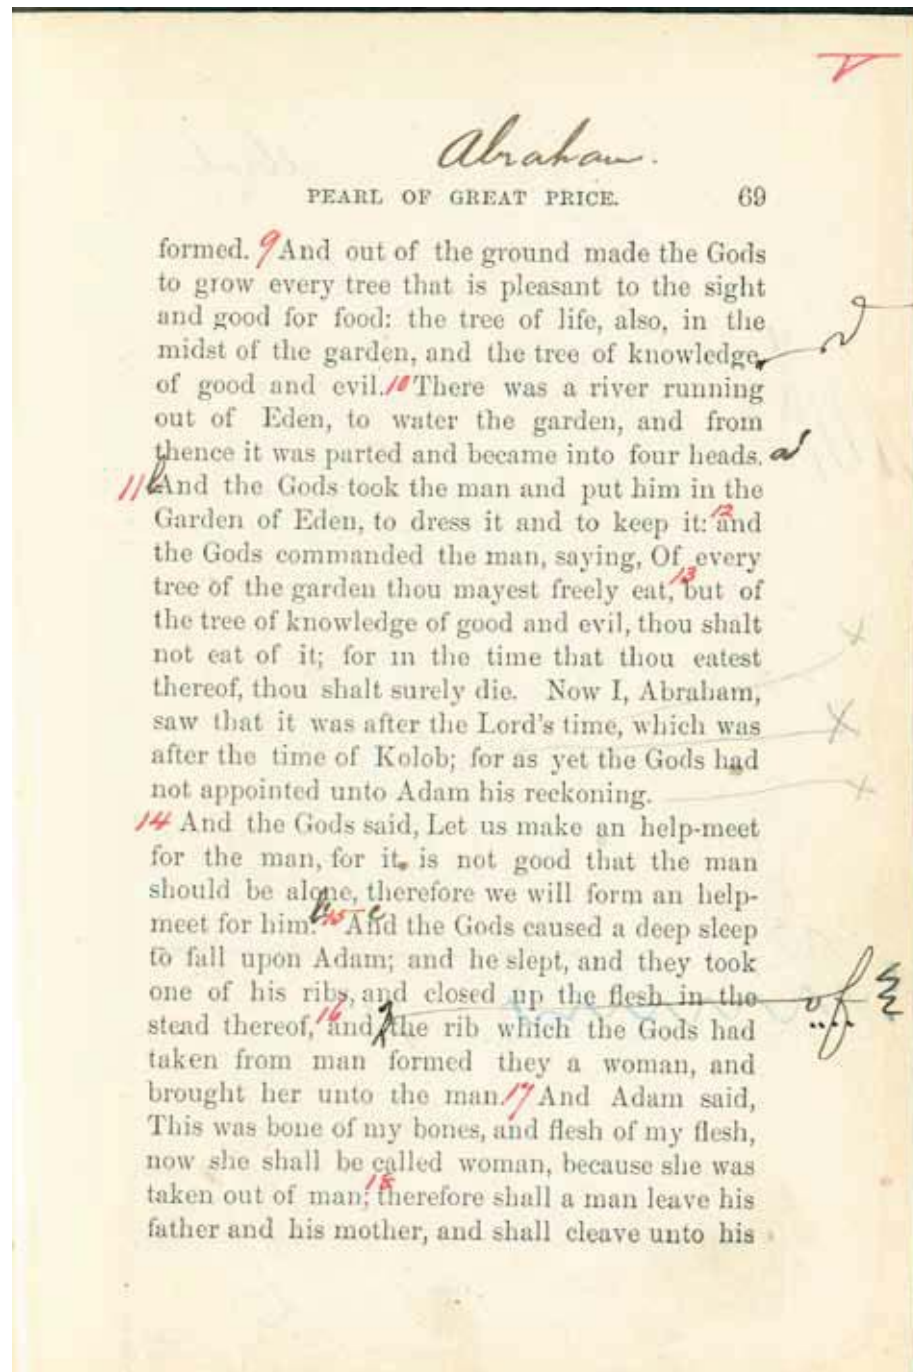 Abraham.
PEARL OF GREAT PRICE. 69
formed. 9 And out of the ground made the Gods
to grow every tree that is pleasant to the sight
and good for food: the tree of life, also, in the
midst of the garden, and the tree of knowledge,
of good and evil. 10 There was a river running
out of Eden, to water the garden, and from
thence it was parted and became into four heads.
11 And the Gods took the man and put him in the
Garden of Eden, to dress it and to keep it: 12 and
the Gods commanded the man, saying, Of every
tree of the garden thou mayest freely eat, 13 but of
the tree of knowledge of good and evil, thou shalt
not eat of it; for in the time that thou eatest
thereof, thou shalt surely die. Now I, Abraham,
saw that it was after the Lord's time, which was
after the time of Kolob; for as yet the Gods had
not appointed unto Adam his reckoning.
14 And the Gods said, Let us make an help-meet
for the man, for it is not good that the man
should be alone, therefore we will form an help-
meet for him. 15 And the Gods caused a deep sleep
to fall upon Adam; and he slept, and they took
one of his ribs, and closed up the flesh in the
of
stead thereof, 16 and the rib which the Gods had
taken from man formed they a woman, and
brought her unto the man. 17 And Adam said,
This was bone of my bones, and flesh of my flesh,
now she shall be called woman, because she was
taken out of man; 18 therefore shall a man leave his
father and his mother, and shall cleave unto his